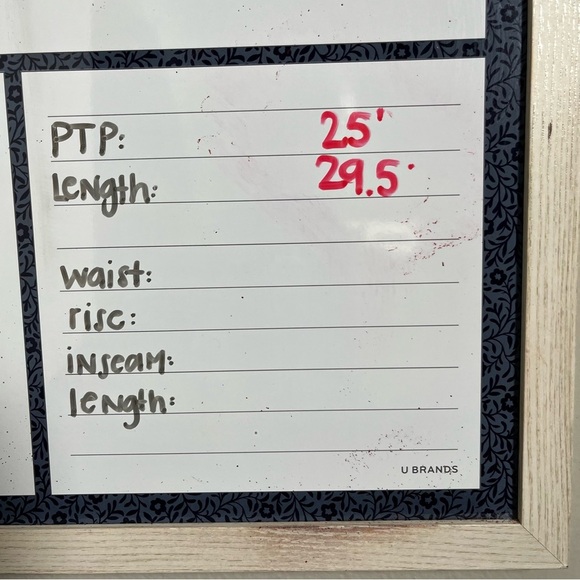 PTP: 25'
Length: 29.5'
waist:
rise:
inseam:
length:
U BRANDS